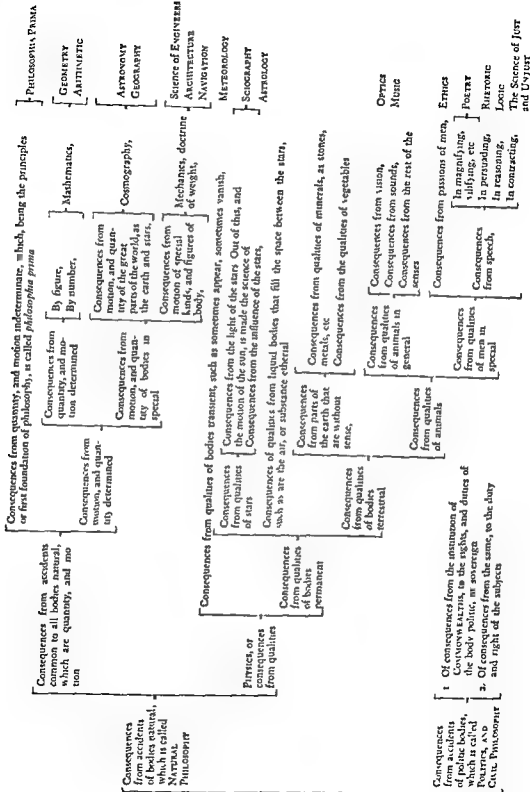 Consequences
from accidents
of bodies natural,
which is called
NATURAL
PHILOSOPHY
Consequences from accidents
common to all bodies natural,
which are quantity, and mo
tion
Consequences from quantity, and motion indeterminate, which, being the principles
or first foundation of philosophy, is called philosophia prima
PHILOSOPHIA PRIMA
Consequences from
motion, and quan-
tity determined
Consequences from
quantity, and mo-
tion determined
By figure,
By number,
Mathematics,
GEOMETRY
ARITHMETIC
Consequences from
motion, and quan-
tity of bodies in
special
Consequences from
motion, and quan-
tity of the great
parts of the world, as
the earth and stars,
Cosmography,
ASTRONOMY
GEOGRAPHY
Consequences from
motion of special
kinds, and figures of
body,
Mechanics, doctrine
of weight,
Science of ENGINEERS
ARCHITECTURE
NAVIGATION
PHYSICS, or
consequences
from qualities
Consequences from qualities of bodies transient, such as sometimes appear, sometimes vanish,
METEOROLOGY
Consequences
from qualities
of bodies
permanent
Consequences
from qualities
of stars
Consequences from the light of the stars Out of this, and
the motion of the sun, is made the science of
SCIOGRAPHY
Consequences from the influence of the stars,
ASTROLOGY
Consequences of qualities from liquid bodies that fill the space between the stars,
such as are the air, or substance etherial
Consequences
from qualities
of bodies
terrestrial
Consequences
from parts of
the earth that
are without
sense,
Consequences from qualities of minerals, as stones,
metals, etc
Consequences from the qualities of vegetables
Consequences
from qualities
of animals
Consequences
from qualities
of animals in
general
Consequences from vision,
OPTICS
Consequences from sounds,
MUSIC
Consequences from the rest of the
senses
Consequences
from qualities
of men in
special
Consequences from passions of men,
ETHICS
Consequences
from speech,
In magnifying,
vilifying, etc
POETRY
In persuading,
RHETORIC
In reasoning,
LOGIC
In contracting,
The Science of JUST
and UNJUST
Consequences
from accidents
of politic bodies,
which is called
POLITICS, AND
CIVIL PHILOSOPHY
1 Of consequences from the institution of
COMMONWEALTHS, to the rights, and duties of
the body politic, or sovereign
2. Of consequences from the same, to the duty
and right of the subjects